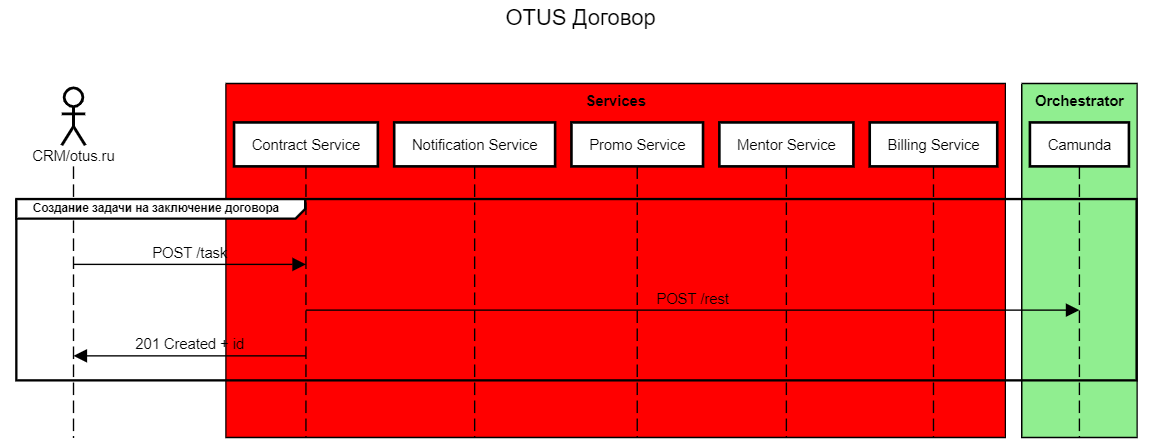 OTUS Договор
Services
Orchestrator
CRM/otus.ru
Contract Service
Notification Service
Promo Service
Mentor Service
Billing Service
Camunda
Создание задачи на заключение договора
POST /task
POST /rest
201 Created + id